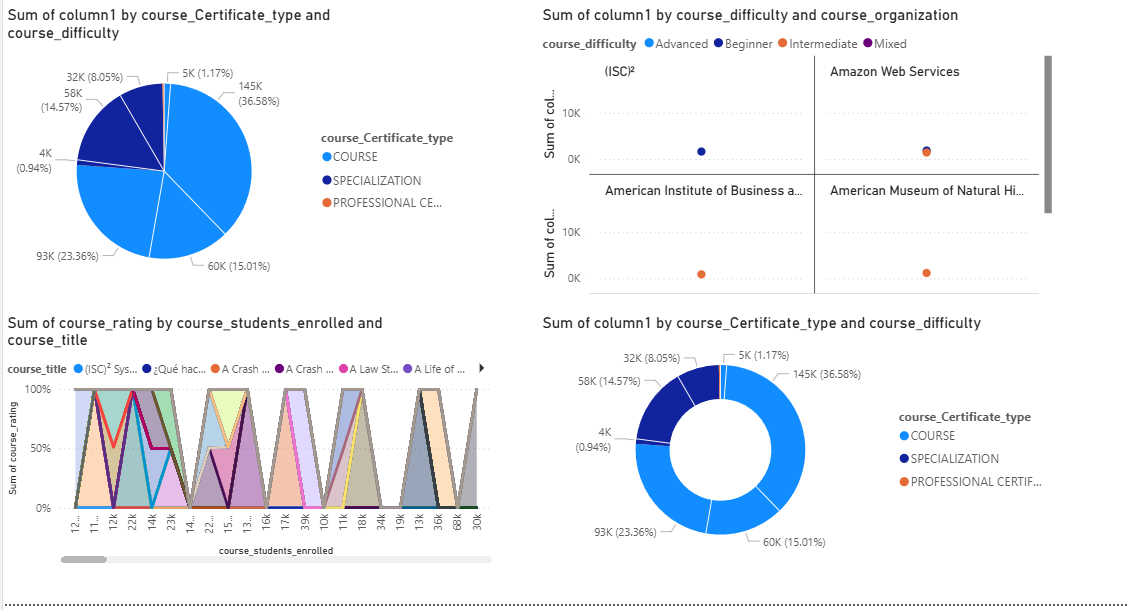 Sum of column1 by course_Certificate_type and
course_difficulty
32K (8.05%)
5K (1.17%)
58K
(14.57%)
145K
(36.58%)
4K
(0.94%)
93K (23.36%)
60K (15.01%)
course_Certificate_type
COURSE
SPECIALIZATION
PROFESSIONAL CE...
Sum of column1 by course_difficulty and course_organization
course_difficulty Advanced Beginner Intermediate Mixed
(ISC)² Amazon Web Services
Sum of col...
10K
0K
American Institute of Business a... American Museum of Natural Hi...
Sum of col...
10K
0K
Sum of course_rating by course_students_enrolled and
course_title
course_title (ISC)² Sys... ¿Qué hac... A Crash ... A Crash ... A Law St... A Life of ...
Sum of course_rating
100%
50%
0%
12... 11... 12k 22k 14k 23k 14... 22... 15... 13... 16k 17k 39k 10k 11k 18k 34k 19k 13k 36k 68k 30k
course_students_enrolled
Sum of column1 by course_Certificate_type and course_difficulty
32K (8.05%)
5K (1.17%)
58K (14.57%)
145K (36.58%)
4K
(0.94%)
93K (23.36%)
60K (15.01%)
course_Certificate_type
COURSE
SPECIALIZATION
PROFESSIONAL CERTIF...